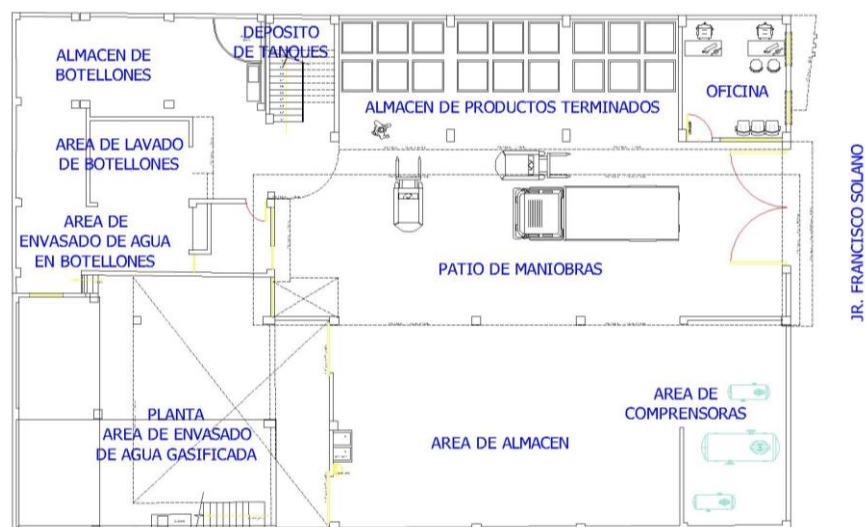 ALMACEN DE
BOTELLONES
DEPOSITO
DE TANQUES
ALMACEN DE PRODUCTOS TERMINADOS
OFICINA
AREA DE LAVADO
DE BOTELLONES
AREA DE
ENVASADO DE AGUA
EN BOTELLONES
PATIO DE MANIOBRAS
JR. FRANCISCO SOLANO
PLANTA
AREA DE ENVASADO
DE AGUA GASIFICADA
AREA DE ALMACEN
AREA DE
COMPRENSORAS